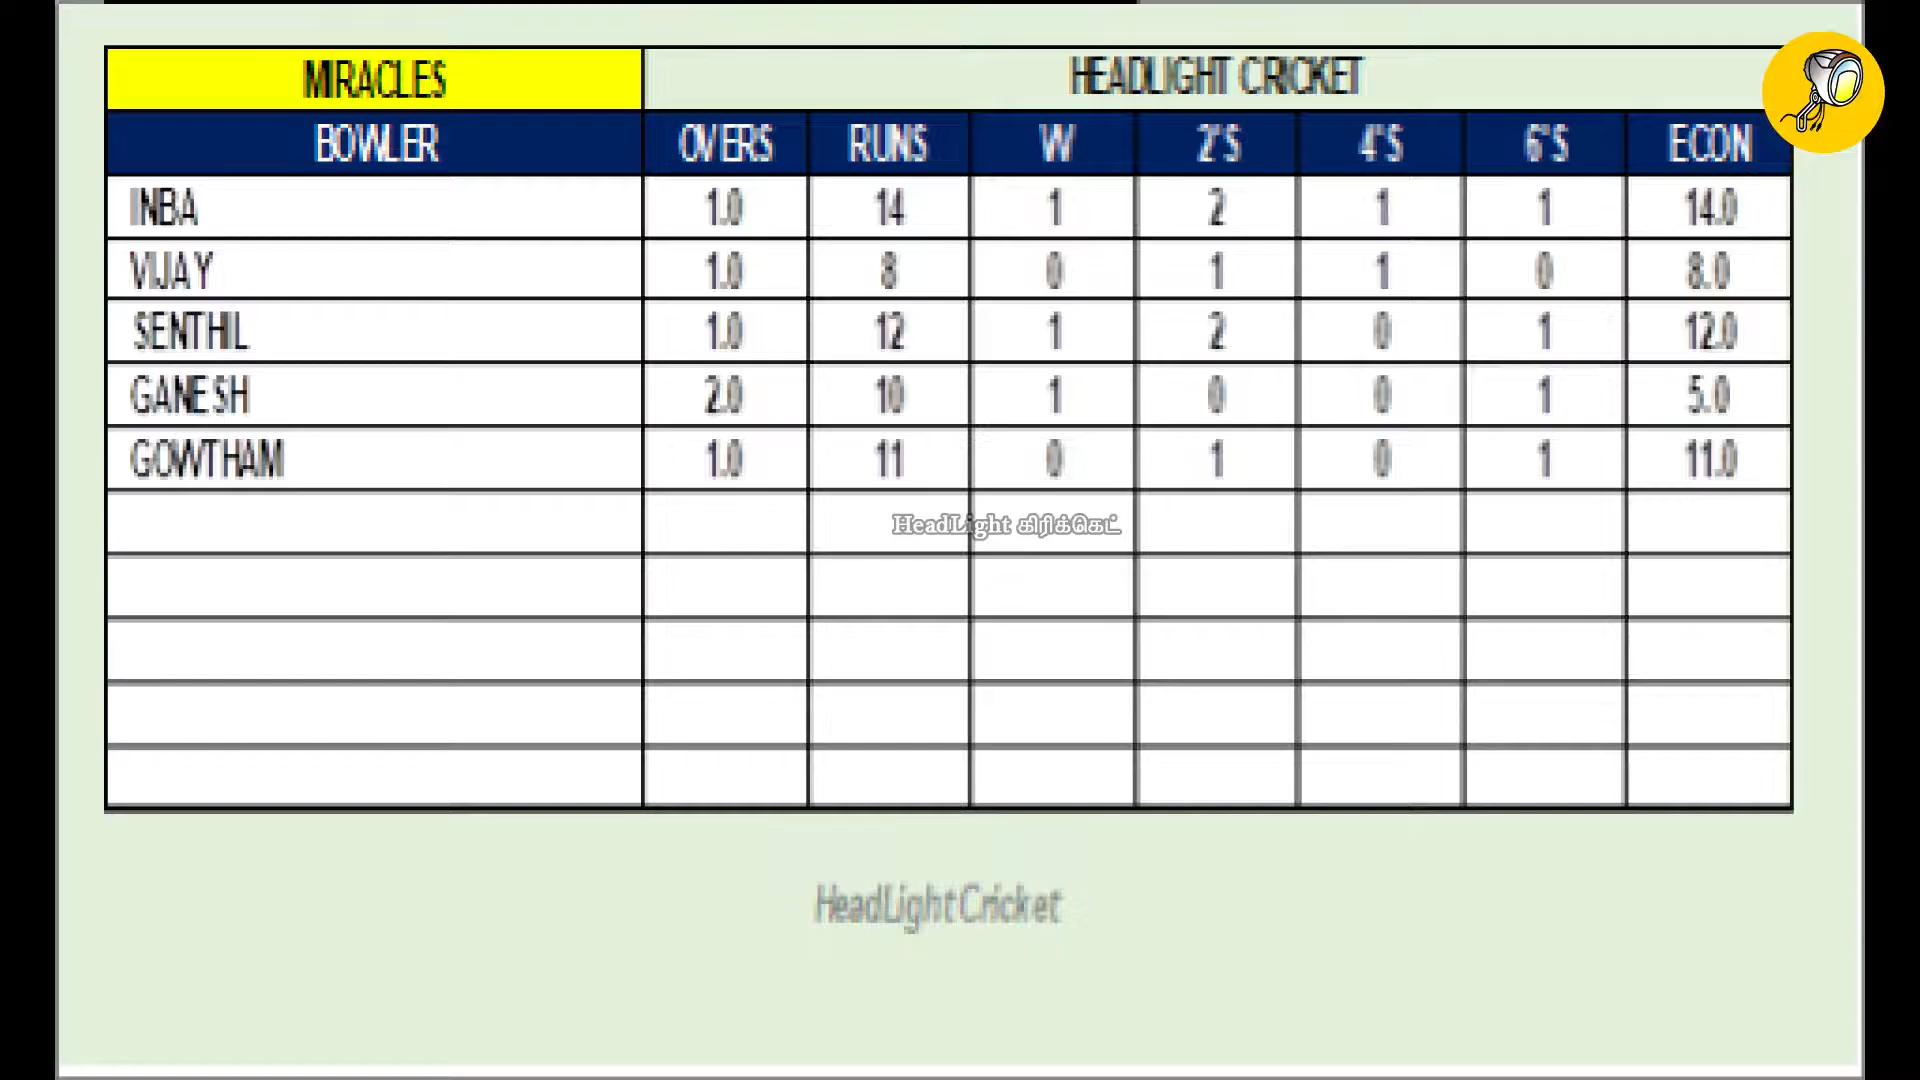 MIRACLES HEADLIGHT CRICKET
BOWLER OVERS RUNS W 2'S 4'S 6'S ECON
INBA 1.0 14 1 2 1 1 14.0
VIJAY 1.0 8 0 1 1 0 8.0
SENTHIL 1.0 12 1 2 0 1 12.0
GANESH 2.0 10 1 0 0 1 5.0
GOWTHAM 1.0 11 0 1 0 1 11.0
HeadLight கிரிக்கெட்
HeadLight Cricket